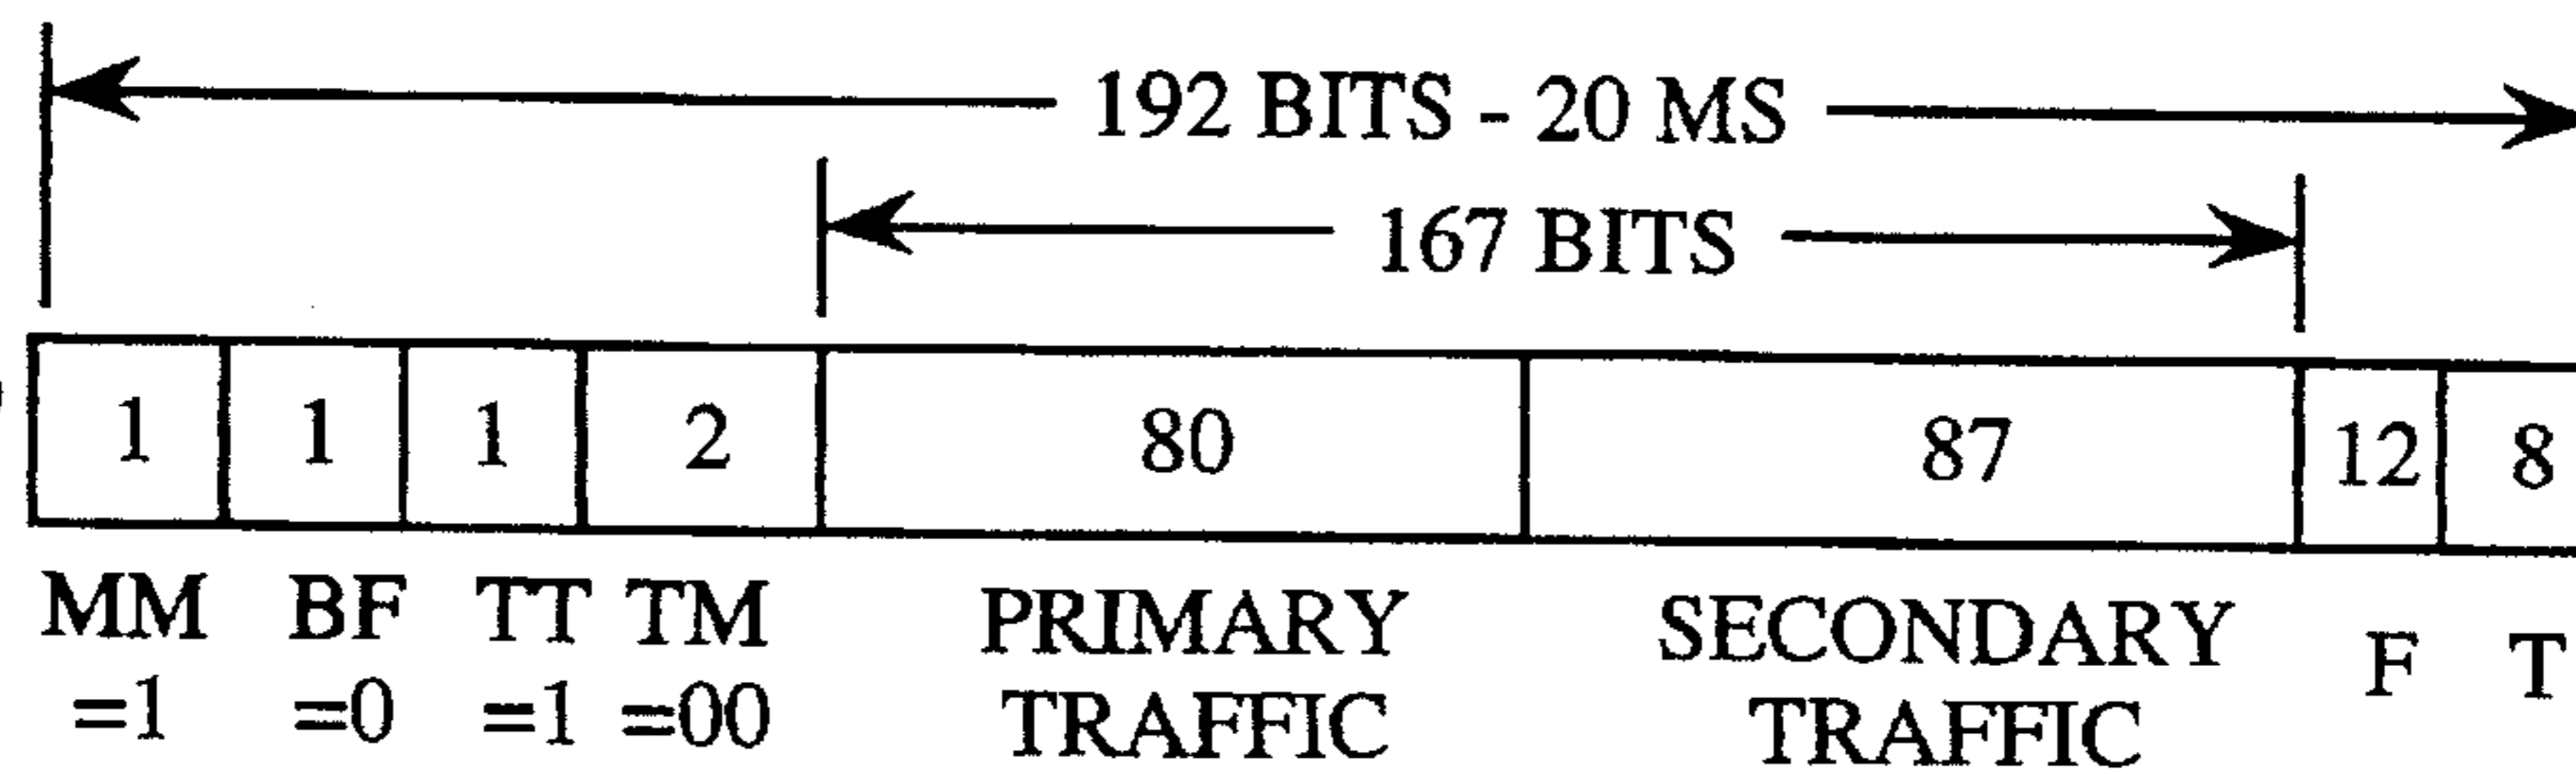 192 BITS - 20 MS
167 BITS
1 1 1 2 80 87 12 8
MM BF TT TM PRIMARY SECONDARY F T
=1 =0 =1 =00 TRAFFIC TRAFFIC